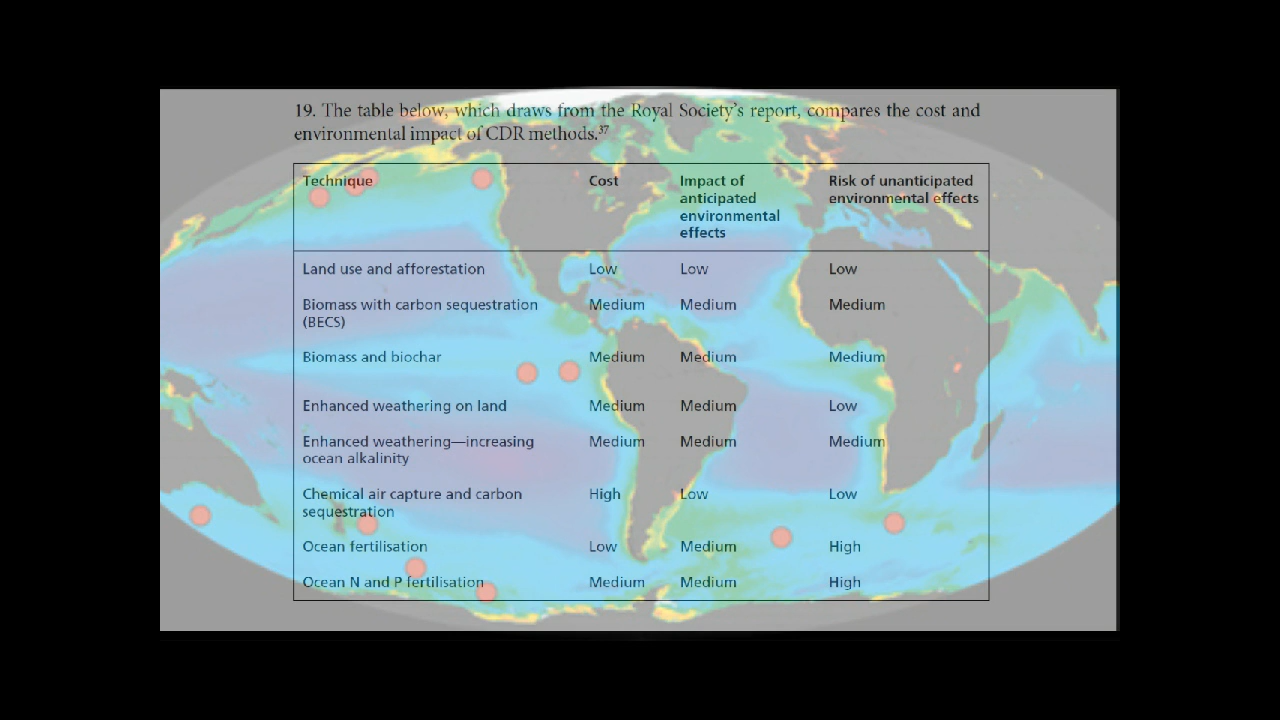 19. The table below, which draws from the Royal Society's report, compares the cost and
environmental impact of CDR methods.37
Technique Cost Impact of anticipated environmental effects Risk of unanticipated environmental effects
Land use and afforestation Low Low Low
Biomass with carbon sequestration Medium Medium Medium
(BECS)
Biomass and biochar Medium Medium Medium
Enhanced weathering on land Medium Medium Low
Enhanced weathering—increasing Medium Medium Medium
ocean alkalinity
Chemical air capture and carbon High Low Low
sequestration
Ocean fertilisation Low Medium High
Ocean N and P fertilisation Medium Medium High